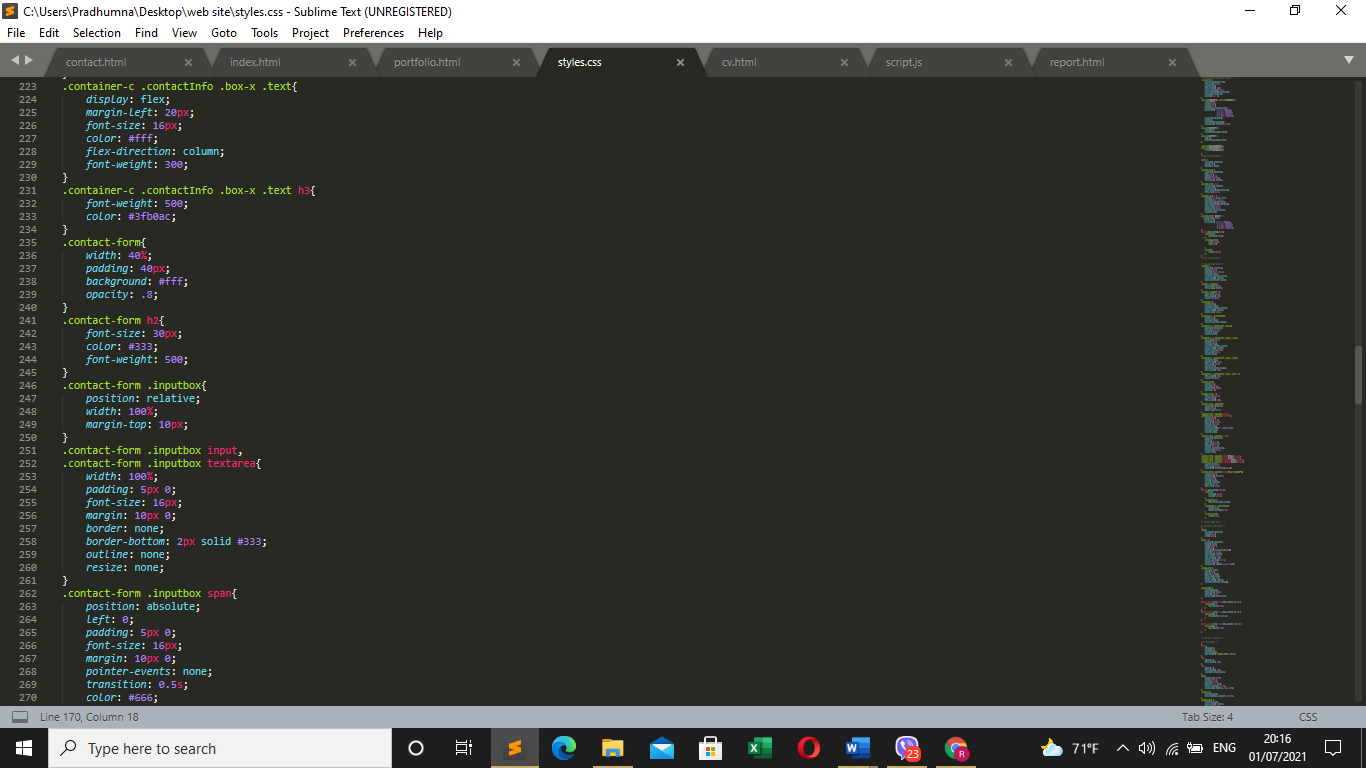 C:\Users\Pradhumna\Desktop\web site\styles.css - Sublime Text (UNREGISTERED)
File Edit Selection Find View Goto Tools Project Preferences Help
contact.html index.html portfolio.html styles.css cv.html script.js report.html
223 .container-c .contactInfo .box-x .text{
224 display: flex;
225 margin-left: 20px;
226 font-size: 16px;
227 color: #fff;
228 flex-direction: column;
229 font-weight: 300;
230 }
231 .container-c .contactInfo .box-x .text h3{
232 font-weight: 500;
233 color: #3fb0ac;
234 }
235 .contact-form{
236 width: 40%;
237 padding: 40px;
238 background: #fff;
239 opacity: .8;
240 }
241 .contact-form h2{
242 font-size: 30px;
243 color: #333;
244 font-weight: 500;
245 }
246 .contact-form .inputbox{
247 position: relative;
248 width: 100%;
249 margin-top: 10px;
250 }
251 .contact-form .inputbox input,
252 .contact-form .inputbox textarea{
253 width: 100%;
254 padding: 5px 0;
255 font-size: 16px;
256 margin: 10px 0;
257 border: none;
258 border-bottom: 2px solid #333;
259 outline: none;
260 resize: none;
261 }
262 .contact-form .inputbox span{
263 position: absolute;
264 left: 0;
265 padding: 5px 0;
266 font-size: 16px;
267 margin: 10px 0;
268 pointer-events: none;
269 transition: 0.5s;
270 color: #666;
Line 170, Column 18 Tab Size: 4 CSS
Type here to search 23 R 71°F ENG 20:16
01/07/2021